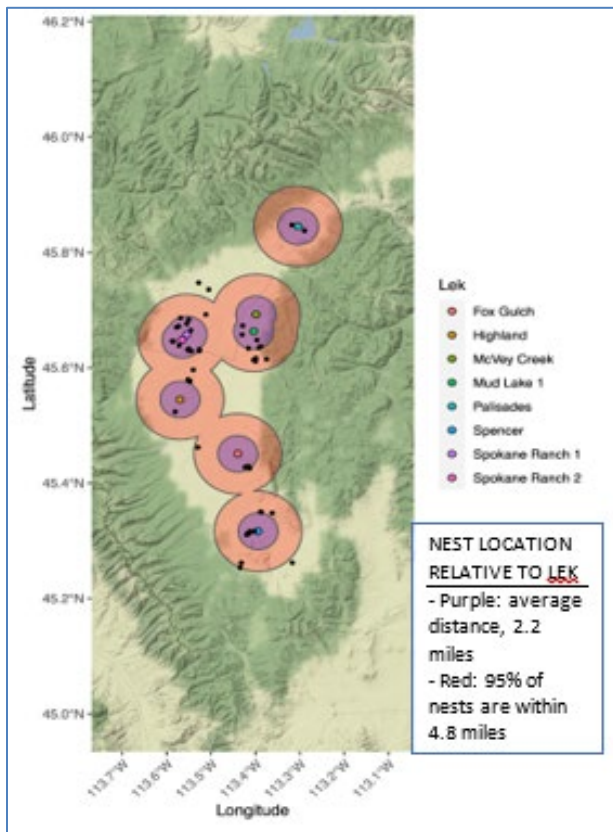 46.2°N
46.0°N
45.8°N
45.6°N
45.4°N
45.2°N
45.0°N
Latitude
113.7°W
113.6°W
113.5°W
113.4°W
113.3°W
113.2°W
113.1°W
Longitude
Lek
Fox Gulch
Highland
McVey Creek
Mud Lake 1
Palisades
Spencer
Spokane Ranch 1
Spokane Ranch 2
NEST LOCATION
RELATIVE TO LEK
- Purple: average
distance, 2.2
miles
- Red: 95% of
nests are within
4.8 miles